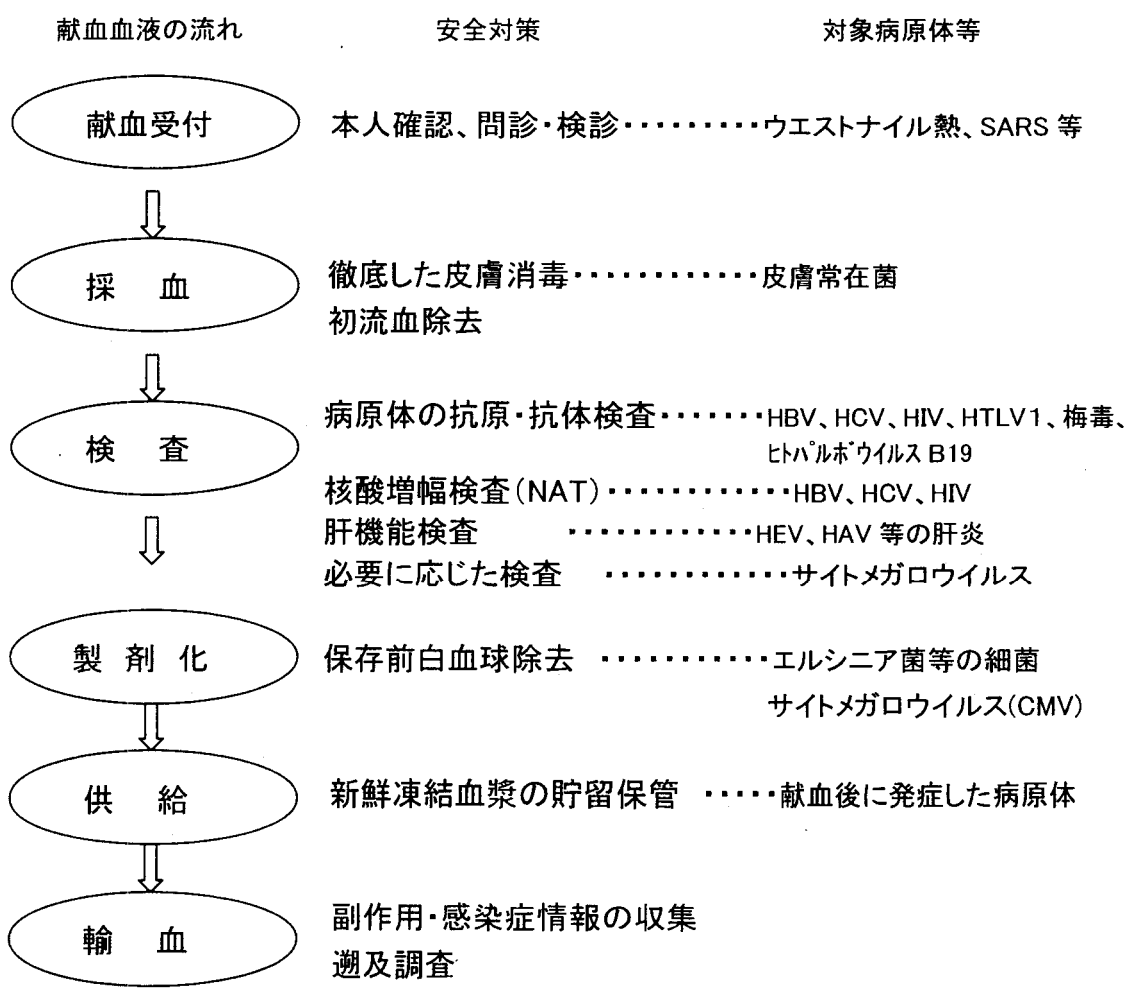 献血血液の流れ 安全対策 対象病原体等
献血受付 本人確認、問診・検診・・・・・・・・・ウエストナイル熱、SARS 等
採 血 徹底した皮膚消毒・・・・・・・・・・・・皮膚常在菌
初流血除去
検 査 病原体の抗原・抗体検査・・・・・・・HBV、HCV、HIV、HTLV1、梅毒、
ﾋﾄﾊﾟﾙﾎﾞｳｲﾙｽ B19
核酸増幅検査(NAT)・・・・・・・・・・・・HBV、HCV、HIV
肝機能検査 ・・・・・・・・・・・・HEV、HAV 等の肝炎
必要に応じた検査 ・・・・・・・・・・・・サイトメガロウイルス
製 剤 化 保存前白血球除去 ・・・・・・・・・・・エルシニア菌等の細菌
サイトメガロウイルス(CMV)
供 給 新鮮凍結血漿の貯留保管 ・・・・・献血後に発症した病原体
輸 血 副作用・感染症情報の収集
遡及調査